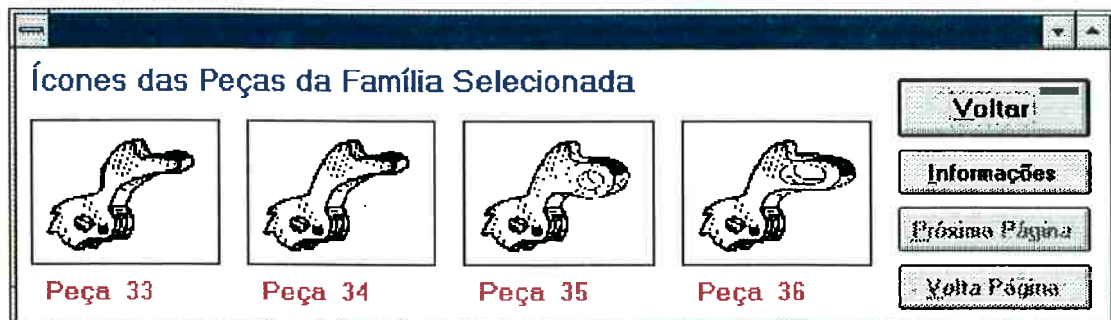 Ícones das Peças da Família Selecionada
Voltar
Informações
Próxima Página
Volta Página
Peça 33
Peça 34
Peça 35
Peça 36